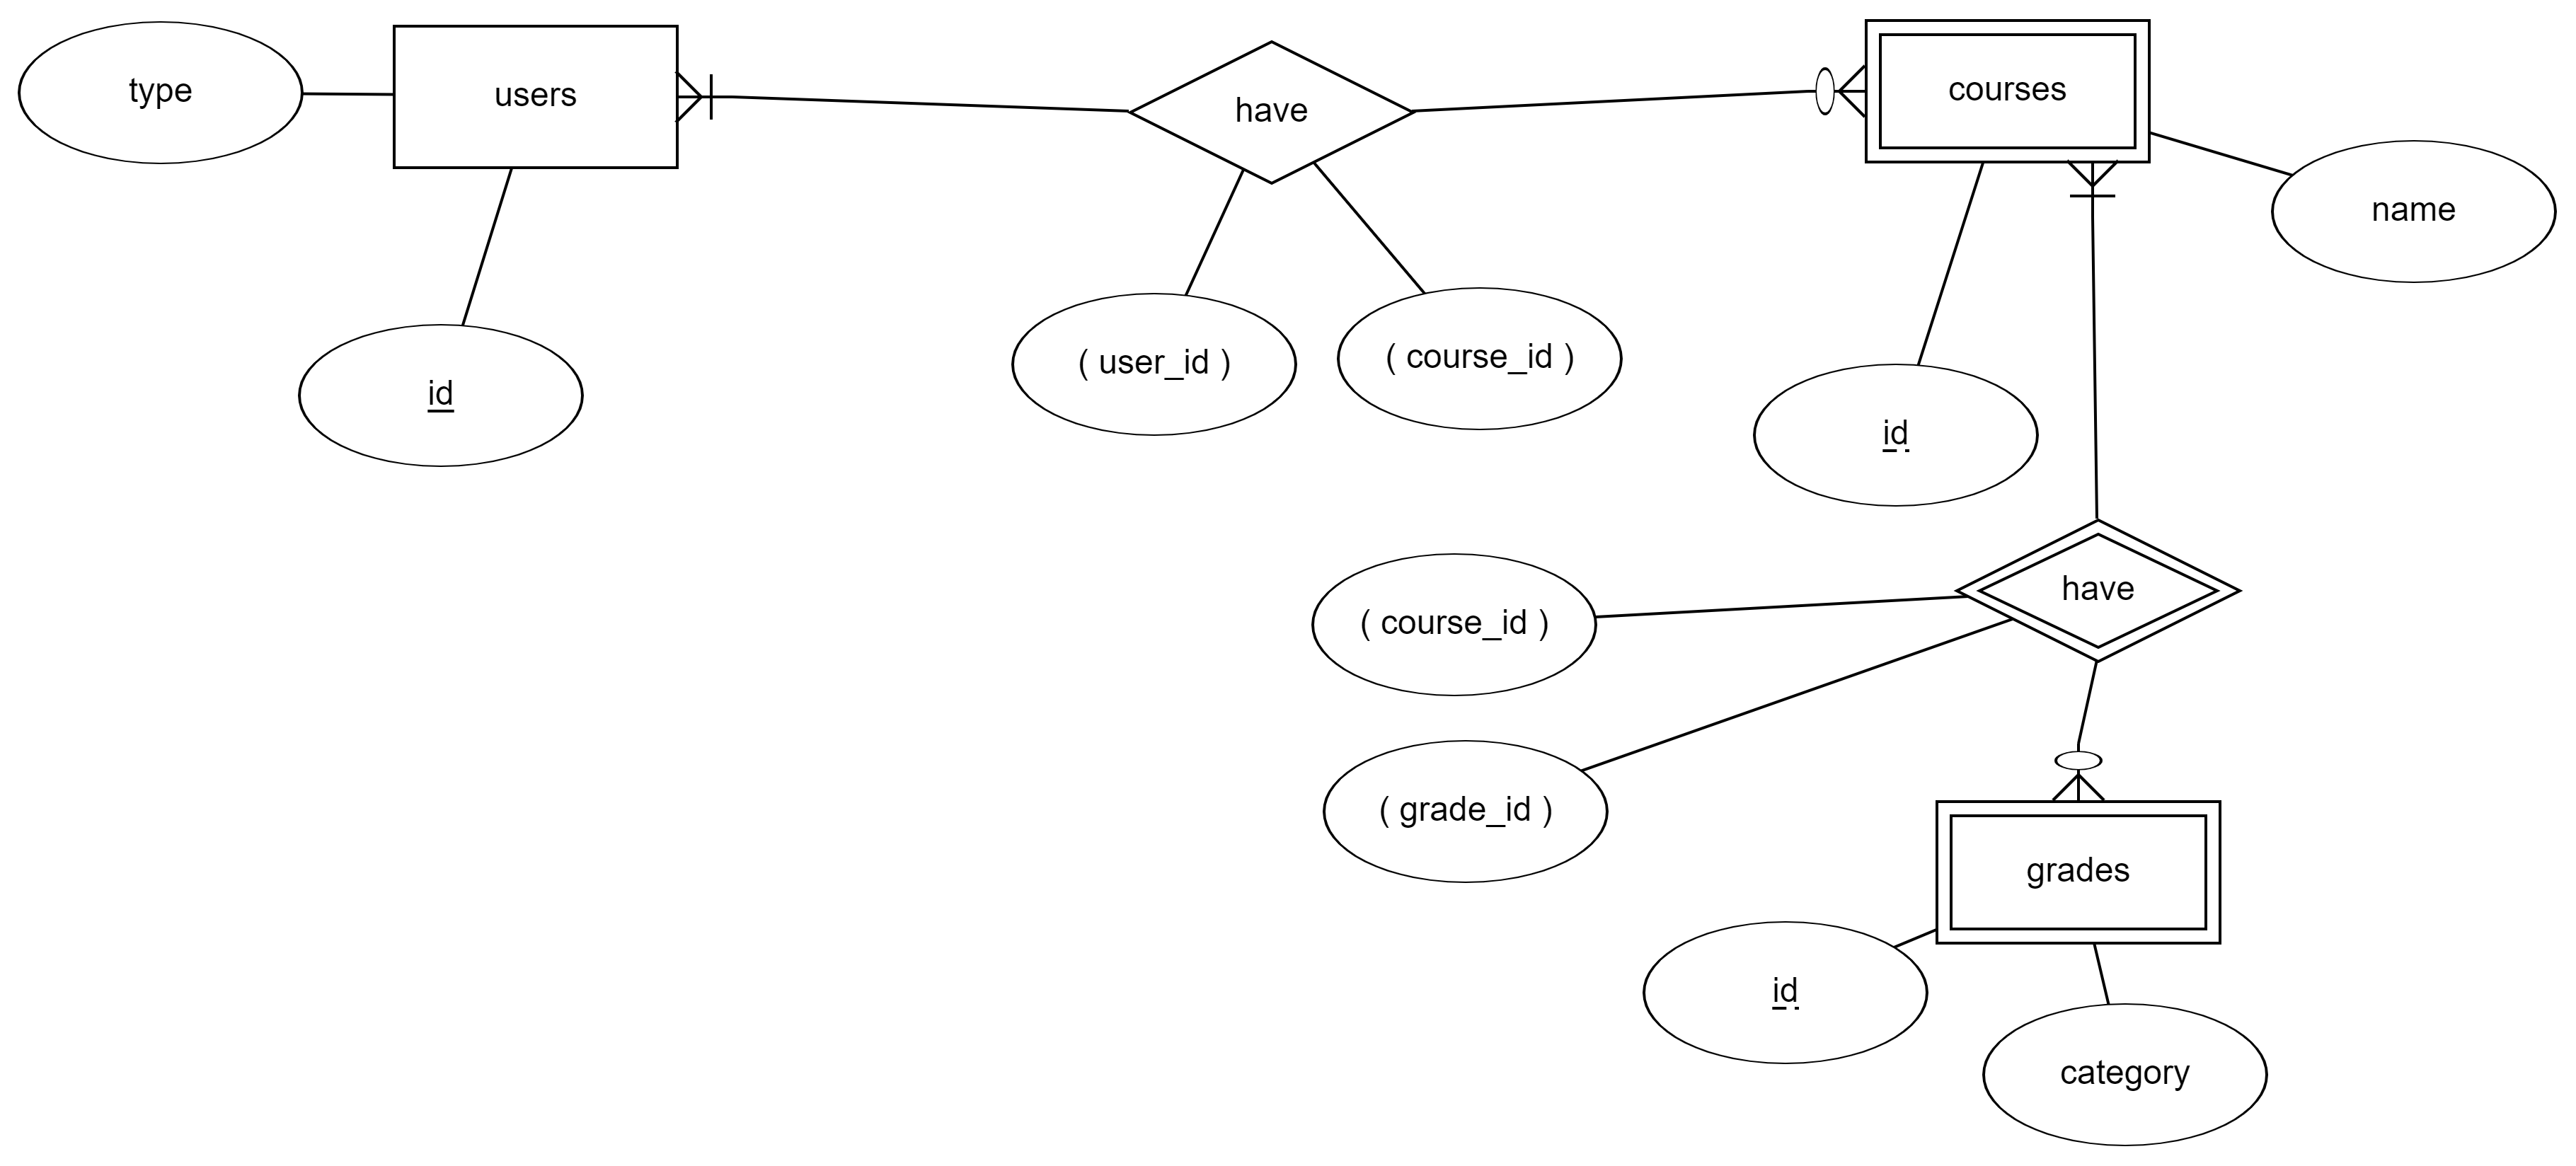 type
users
have
courses
name
id
( user_id )
( course_id )
id
have
( course_id )
( grade_id )
grades
id
category